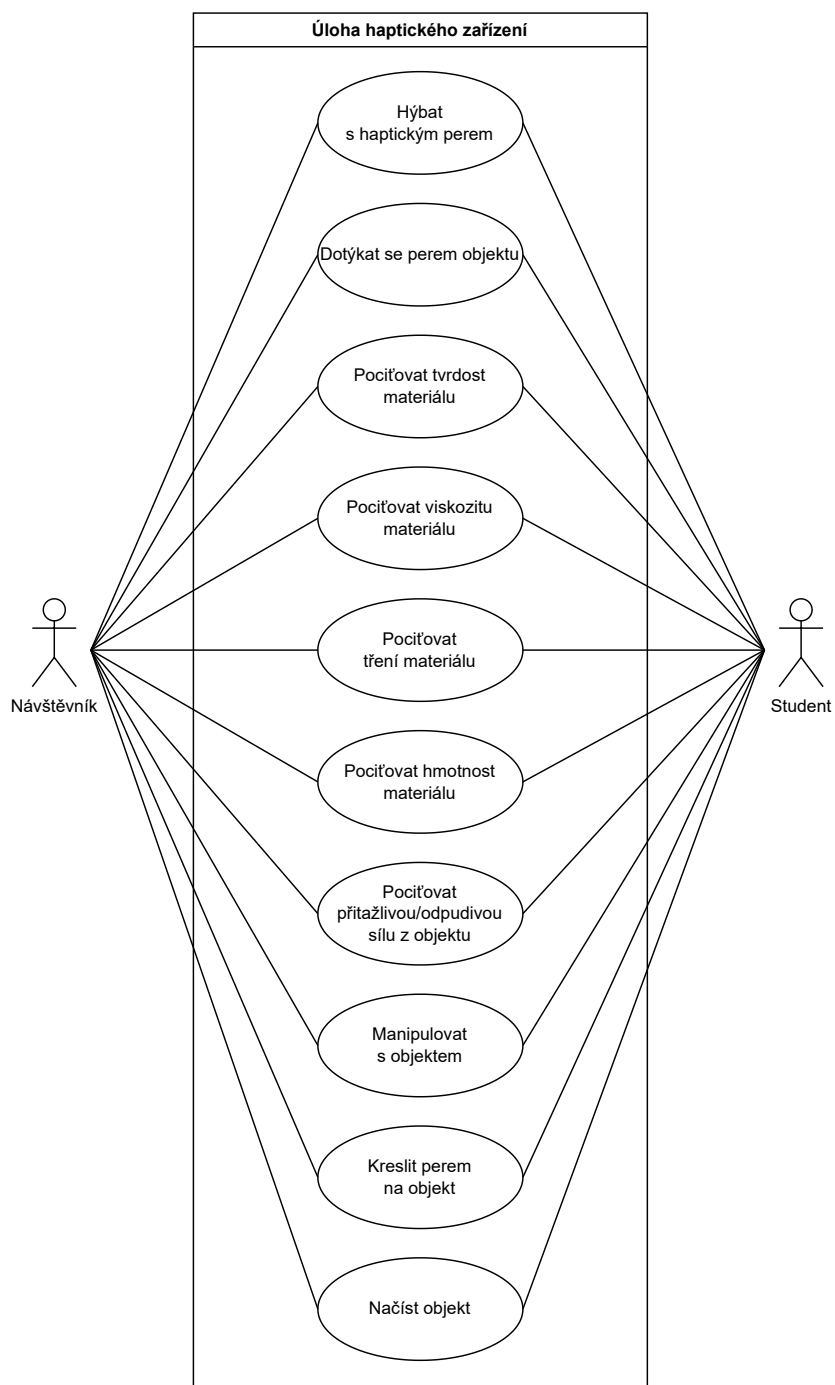 Úloha haptického zařízení
Hýbat
s haptickým perem
Dotýkat se perem objektu
Pociťovat tvrdost
materiálu
Pociťovat viskozitu
materiálu
Pociťovat
tření materiálu
Návštěvník
Student
Pociťovat hmotnost
materiálu
Pociťovat
přitažlivou/odpudivou
sílu z objektu
Manipulovat
s objektem
Kreslit perem
na objekt
Načíst objekt